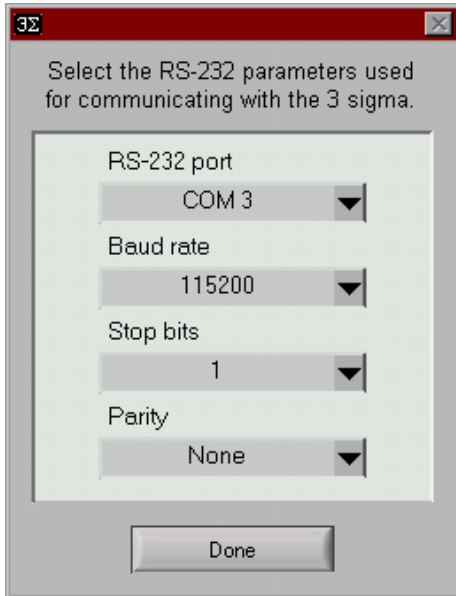 3Σ
Select the RS-232 parameters used
for communicating with the 3 sigma.
RS-232 port
COM 3
Baud rate
115200
Stop bits
1
Parity
None
Done